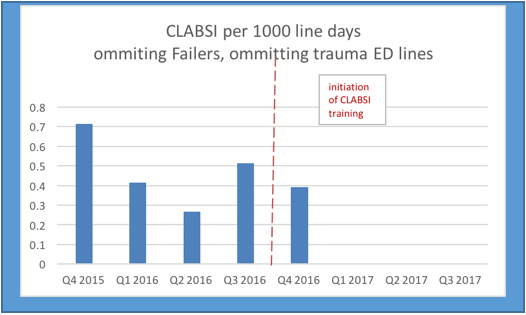 CLABSI per 1000 line days
ommiting Failers, ommitting trauma ED lines
initiation
of CLABSI
training
0.8
0.7
0.6
0.5
0.4
0.3
0.2
0.1
0
Q4 2015 Q1 2016 Q2 2016 Q3 2016 Q4 2016 Q1 2017 Q2 2017 Q3 2017